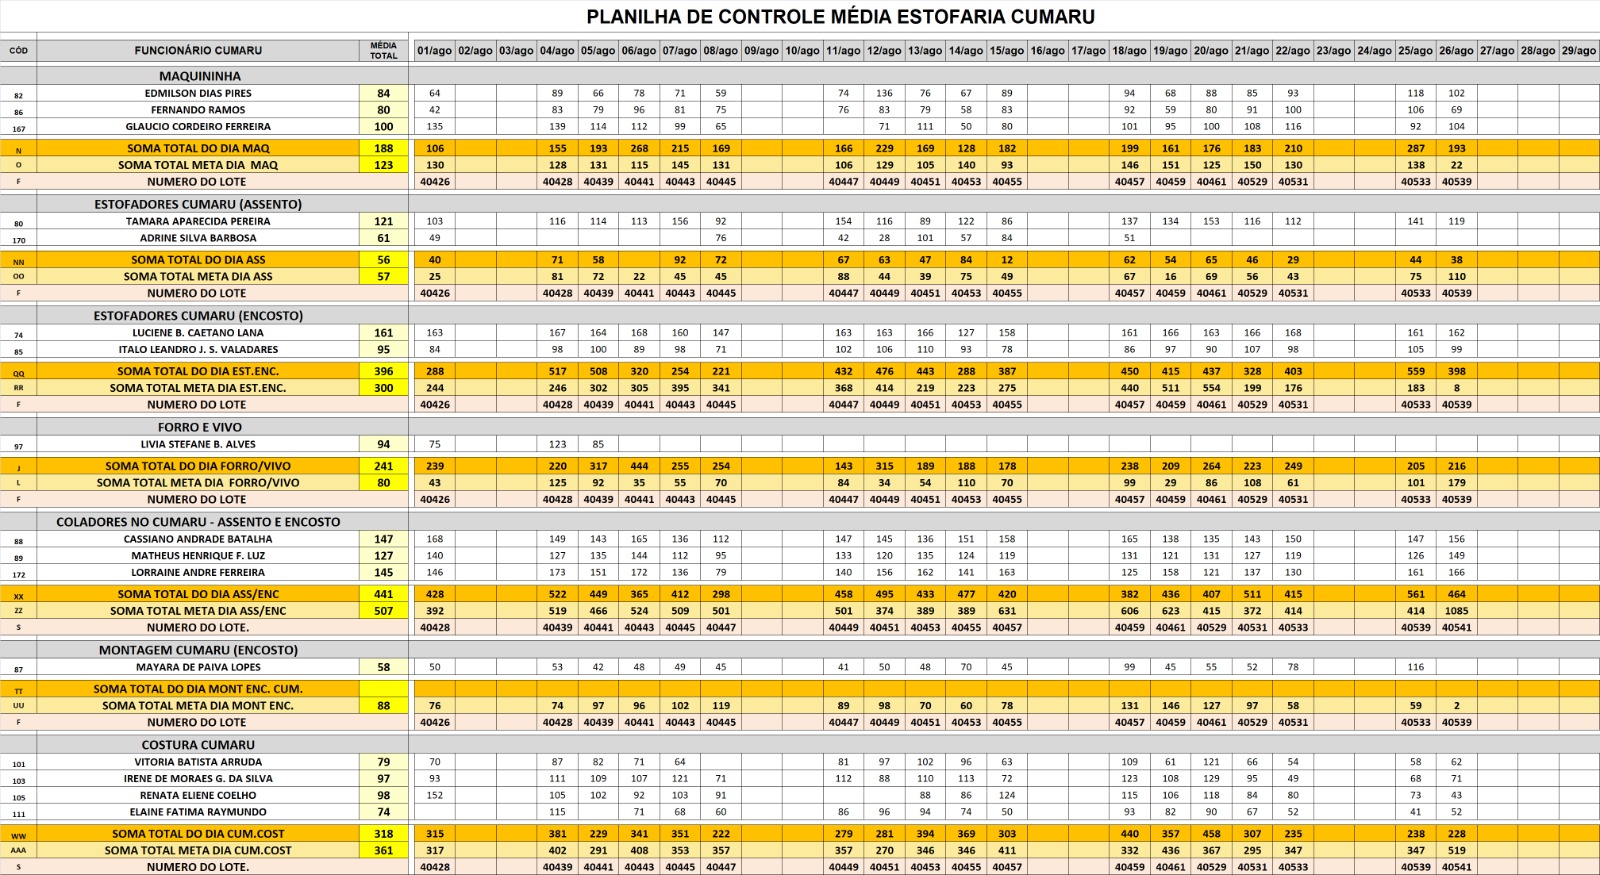 PLANILHA DE CONTROLE MÉDIA ESTOFARIA CUMARU
CÓD FUNCIONÁRIO CUMARU MÉDIA TOTAL 01/ago 02/ago 03/ago 04/ago 05/ago 06/ago 07/ago 08/ago 09/ago 10/ago 11/ago 12/ago 13/ago 14/ago 15/ago 16/ago 17/ago 18/ago 19/ago 20/ago 21/ago 22/ago 23/ago 24/ago 25/ago 26/ago 27/ago 28/ago 29/ago
MAQUININHA
82 EDMILSON DIAS PIRES 84 64 89 66 78 71 59 74 136 76 67 89 94 68 88 85 93 118 102
86 FERNANDO RAMOS 80 42 83 79 96 81 75 76 83 79 58 83 92 59 80 91 100 106 69
167 GLAUCIO CORDEIRO FERREIRA 100 135 139 114 112 99 65 71 111 50 80 101 95 100 108 116 92 104
N SOMA TOTAL DO DIA MAQ 188 106 155 193 268 215 169 166 229 169 128 182 199 161 176 183 210 287 193
O SOMA TOTAL META DIA MAQ 123 130 128 131 115 145 131 106 129 105 140 93 146 151 125 150 130 138 22
F NUMERO DO LOTE 40426 40428 40439 40441 40443 40445 40447 40449 40451 40453 40455 40457 40459 40461 40529 40531 40533 40539
ESTOFADORES CUMARU (ASSENTO)
80 TAMARA APARECIDA PEREIRA 121 103 116 114 113 156 92 154 116 89 122 86 137 134 153 116 112 141 119
170 ADRINE SILVA BARBOSA 61 49 76 42 28 101 57 84 51
NN SOMA TOTAL DO DIA ASS 56 40 71 58 92 72 67 63 47 84 12 62 54 65 46 29 44 38
OO SOMA TOTAL META DIA ASS 57 25 81 72 22 45 45 88 44 39 75 49 67 16 69 56 43 75 110
F NUMERO DO LOTE 40426 40428 40439 40441 40443 40445 40447 40449 40451 40453 40455 40457 40459 40461 40529 40531 40533 40539
ESTOFADORES CUMARU (ENCOSTO)
74 LUCIENE B. CAETANO LANA 161 163 167 164 168 160 147 163 163 166 127 158 161 166 163 166 168 161 162
85 ITALO LEANDRO J. S. VALADARES 95 84 98 100 89 98 71 102 106 110 93 78 86 97 90 107 98 105 99
QQ SOMA TOTAL DO DIA EST.ENC. 396 288 517 508 320 254 221 432 476 443 288 387 450 415 437 328 403 559 398
RR SOMA TOTAL META DIA EST.ENC. 300 244 246 302 305 395 341 368 414 219 223 275 440 511 554 199 176 183 8
F NUMERO DO LOTE 40426 40428 40439 40441 40443 40445 40447 40449 40451 40453 40455 40457 40459 40461 40529 40531 40533 40539
FORRO E VIVO
97 LIVIA STEFANE B. ALVES 94 75 123 85
J SOMA TOTAL DO DIA FORRO/VIVO 241 239 220 317 444 255 254 143 315 189 188 178 238 209 264 223 249 205 216
L SOMA TOTAL META DIA FORRO/VIVO 80 43 125 92 35 55 70 84 34 54 110 70 99 29 86 108 61 101 179
F NUMERO DO LOTE 40426 40428 40439 40441 40443 40445 40447 40449 40451 40453 40455 40457 40459 40461 40529 40531 40533 40539
COLADORES NO CUMARU - ASSENTO E ENCOSTO
88 CASSIANO ANDRADE BATALHA 147 168 149 143 165 136 112 147 145 136 151 158 165 138 135 143 150 147 156
89 MATHEUS HENRIQUE F. LUZ 127 140 127 135 144 112 95 133 120 135 124 119 131 121 131 127 119 126 149
172 LORRAINE ANDRE FERREIRA 145 146 173 151 172 136 79 140 156 162 141 163 125 158 121 137 130 161 166
XX SOMA TOTAL DO DIA ASS/ENC 441 428 522 449 365 412 298 458 495 433 477 420 382 436 407 511 415 561 464
ZZ SOMA TOTAL META DIA ASS/ENC 507 392 519 466 524 509 501 501 374 389 389 631 606 623 415 372 414 414 1085
S NUMERO DO LOTE. 40428 40439 40441 40443 40445 40447 40449 40451 40453 40455 40457 40459 40461 40529 40531 40533 40539 40541
MONTAGEM CUMARU (ENCOSTO)
87 MAYARA DE PAIVA LOPES 58 50 53 42 48 49 45 41 50 48 70 45 99 45 55 52 78 116
TT SOMA TOTAL DO DIA MONT ENC. CUM.
UU SOMA TOTAL META DIA MONT ENC. 88 76 74 97 96 102 119 89 98 70 60 78 131 146 127 97 58 59 2
F NUMERO DO LOTE 40426 40428 40439 40441 40443 40445 40447 40449 40451 40453 40455 40457 40459 40461 40529 40531 40533 40539
COSTURA CUMARU
101 VITORIA BATISTA ARRUDA 79 70 87 82 71 64 81 97 102 96 63 109 61 121 66 54 58 62
103 IRENE DE MORAES G. DA SILVA 97 93 111 109 107 121 71 112 88 110 113 72 123 108 129 95 49 68 71
105 RENATA ELIENE COELHO 98 152 105 102 92 103 91 88 86 124 115 106 118 84 80 73 43
111 ELAINE FATIMA RAYMUNDO 74 115 71 68 60 86 96 94 74 50 93 82 90 67 52 41 52
WW SOMA TOTAL DO DIA CUM.COST 318 315 381 229 341 351 222 279 281 394 369 303 440 357 458 307 235 238 228
AAA SOMA TOTAL META DIA CUM.COST 361 317 402 291 408 353 357 357 270 346 346 411 332 436 367 295 347 347 519
S NUMERO DO LOTE. 40428 40439 40441 40443 40445 40447 40449 40451 40453 40455 40457 40459 40461 40529 40531 40533 40539 40541